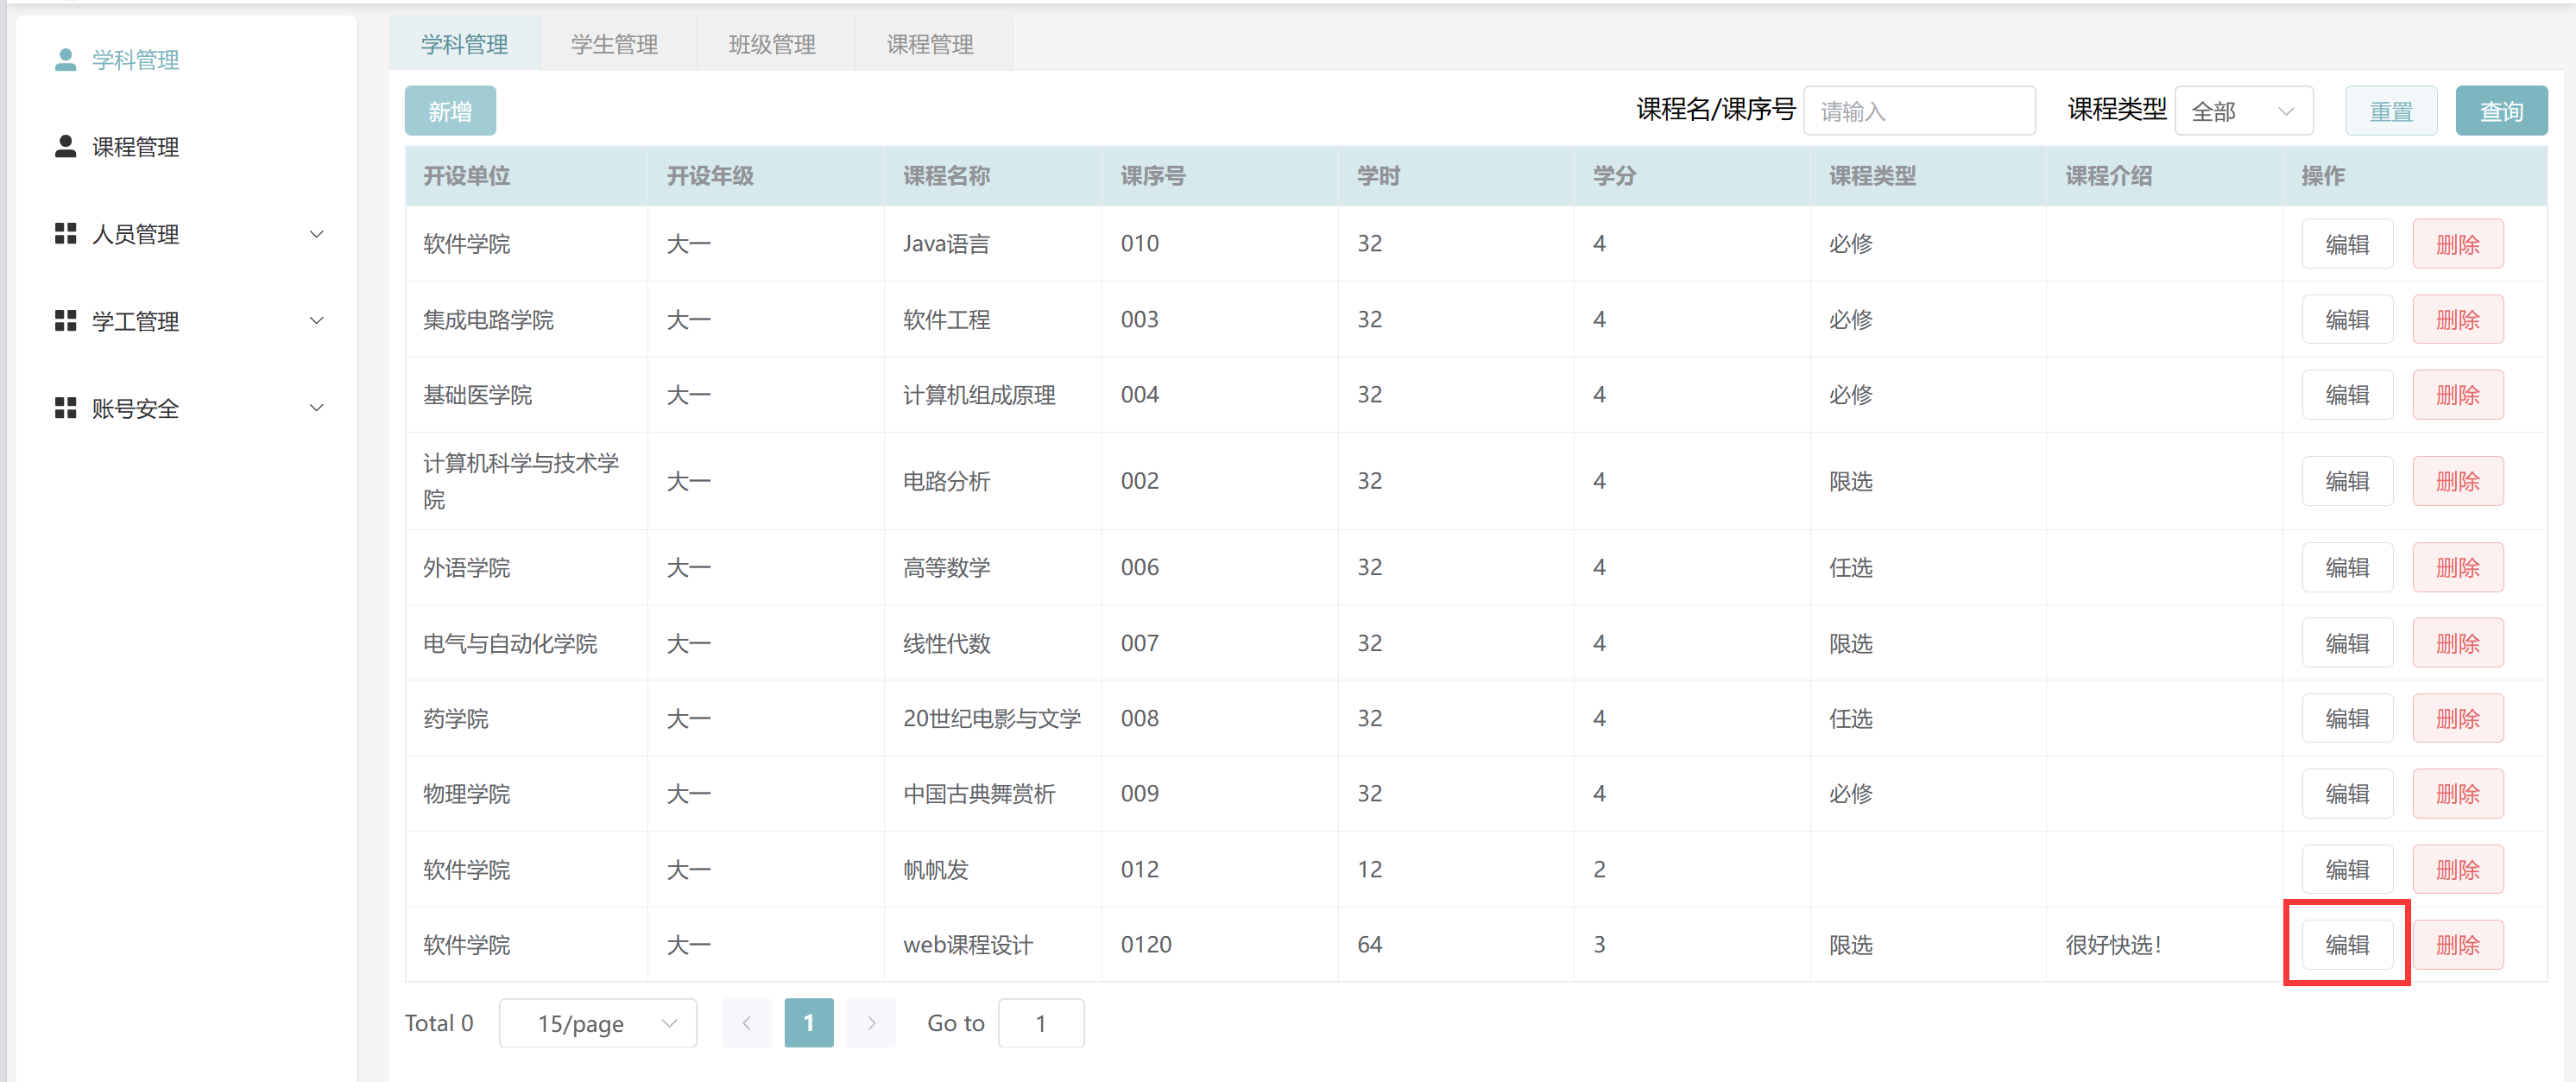 学科管理
课程管理
人员管理
学工管理
账号安全
学科管理 学生管理 班级管理 课程管理
新增 课程名/课序号 请输入 课程类型 全部 重置 查询
开设单位 开设年级 课程名称 课序号 学时 学分 课程类型 课程介绍 操作
软件学院 大一 Java语言 010 32 4 必修 编辑 删除
集成电路学院 大一 软件工程 003 32 4 必修 编辑 删除
基础医学院 大一 计算机组成原理 004 32 4 必修 编辑 删除
计算机科学与技术学
院 大一 电路分析 002 32 4 限选 编辑 删除
外语学院 大一 高等数学 006 32 4 任选 编辑 删除
电气与自动化学院 大一 线性代数 007 32 4 限选 编辑 删除
药学院 大一 20世纪电影与文学 008 32 4 任选 编辑 删除
物理学院 大一 中国古典舞赏析 009 32 4 必修 编辑 删除
软件学院 大一 帆帆发 012 12 2 编辑 删除
软件学院 大一 web课程设计 0120 64 3 限选 很好快选! 编辑 删除
Total 0 15/page 1 Go to 1